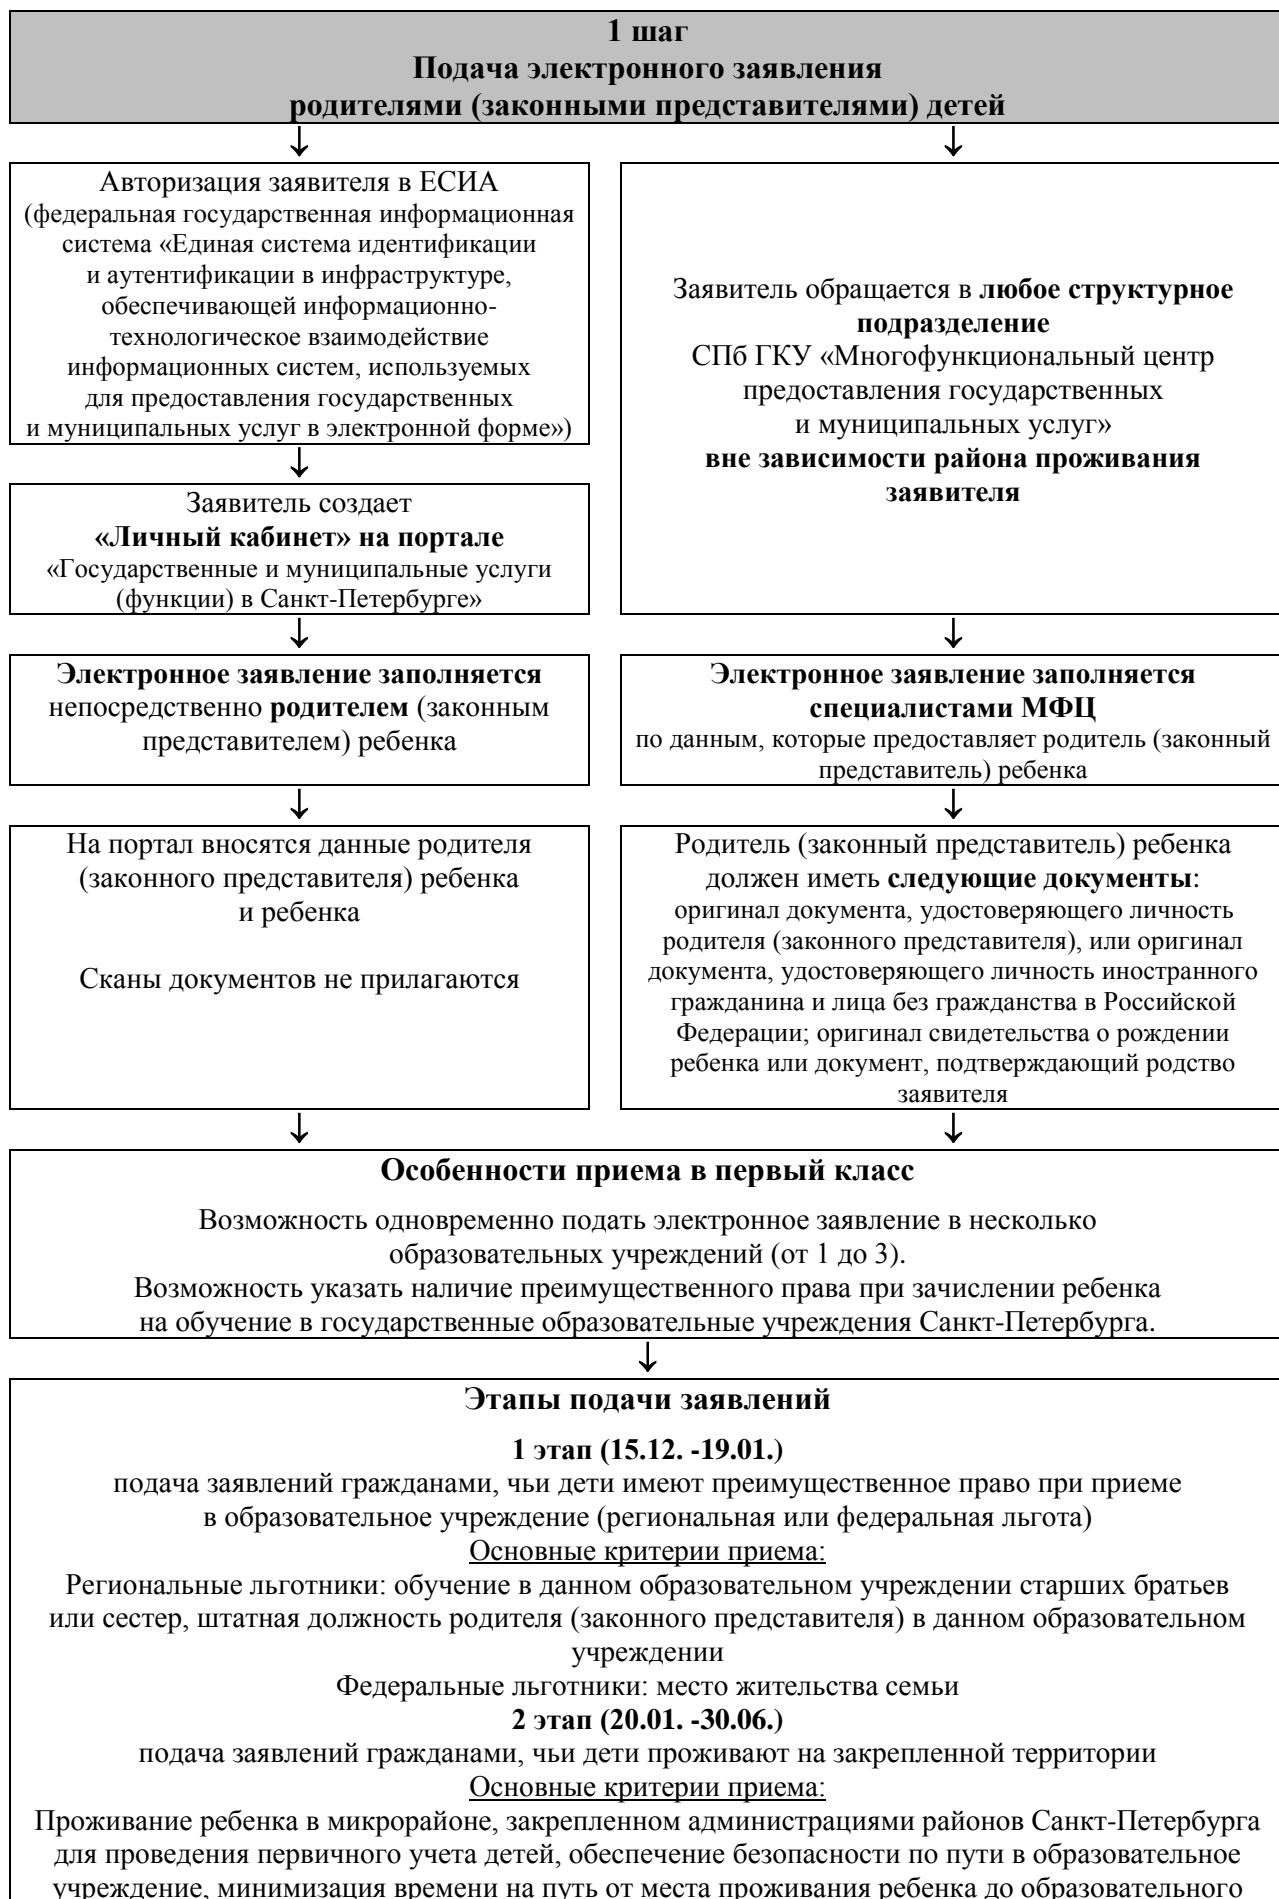 1 шаг
Подача электронного заявления
родителями (законными представителями) детей
Авторизация заявителя в ЕСИА
(федеральная государственная информационная
система «Единая система идентификации
и аутентификации в инфраструктуре,
обеспечивающей информационно-
технологическое взаимодействие
информационных систем, используемых
для предоставления государственных
и муниципальных услуг в электронной форме»)
Заявитель создает
«Личный кабинет» на портале
«Государственные и муниципальные услуги
(функции) в Санкт-Петербурге»
Электронное заявление заполняется
непосредственно родителем (законным
представителем) ребенка
На портал вносятся данные родителя
(законного представителя) ребенка
и ребенка
Сканы документов не прилагаются
Заявитель обращается в любое структурное
подразделение
СПб ГКУ «Многофункциональный центр
предоставления государственных
и муниципальных услуг»
вне зависимости района проживания
заявителя
Электронное заявление заполняется
специалистами МФЦ
по данным, которые предоставляет родитель (законный
представитель) ребенка
Родитель (законный представитель) ребенка
должен иметь следующие документы:
оригинал документа, удостоверяющего личность
родителя (законного представителя), или оригинал
документа, удостоверяющего личность иностранного
гражданина и лица без гражданства в Российской
Федерации; оригинал свидетельства о рождении
ребенка или документ, подтверждающий родство
заявителя
Особенности приема в первый класс
Возможность одновременно подать электронное заявление в несколько
образовательных учреждений (от 1 до 3).
Возможность указать наличие преимущественного права при зачислении ребенка
на обучение в государственные образовательные учреждения Санкт-Петербурга.
Этапы подачи заявлений
1 этап (15.12. -19.01.)
подача заявлений гражданами, чьи дети имеют преимущественное право при приеме
в образовательное учреждение (региональная или федеральная льгота)
Основные критерии приема:
Региональные льготники: обучение в данном образовательном учреждении старших братьев
или сестер, штатная должность родителя (законного представителя) в данном образовательном
учреждении
Федеральные льготники: место жительства семьи
2 этап (20.01. -30.06.)
подача заявлений гражданами, чьи дети проживают на закрепленной территории
Основные критерии приема:
Проживание ребенка в микрорайоне, закрепленном администрациями районов Санкт-Петербурга
для проведения первичного учета детей, обеспечение безопасности по пути в образовательное
учреждение, минимизация времени на путь от места проживания ребенка до образовательного